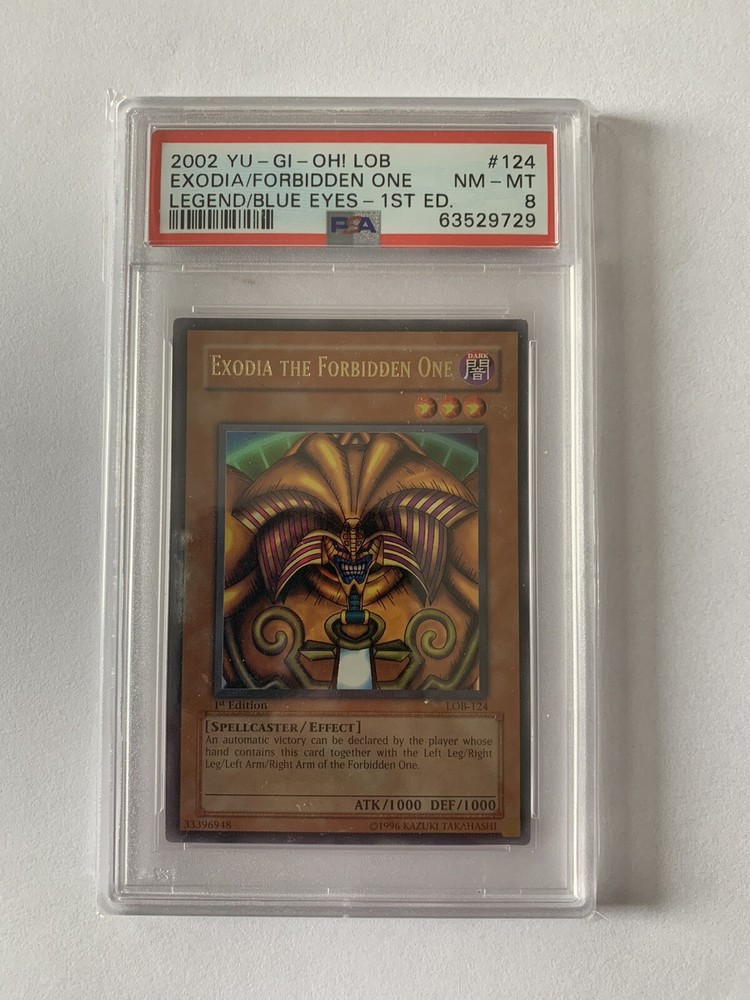 2002 YU-GI-OH! LOB #124
EXODIA/FORBIDDEN ONE NM-MT
LEGEND/BLUE EYES-1ST ED. 8
PSA 63529729
EXODIA THE FORBIDDEN ONE
DARK
闇
1st Edition LOB-124
[SPELLCASTER/EFFECT]
An automatic victory can be declared by the player whose
hand contains this card together with the Left Leg/Right
Leg/Left Arm/Right Arm of the Forbidden One.
ATK/1000 DEF/1000
33396948 ©1996 KAZUKI TAKAHASHI